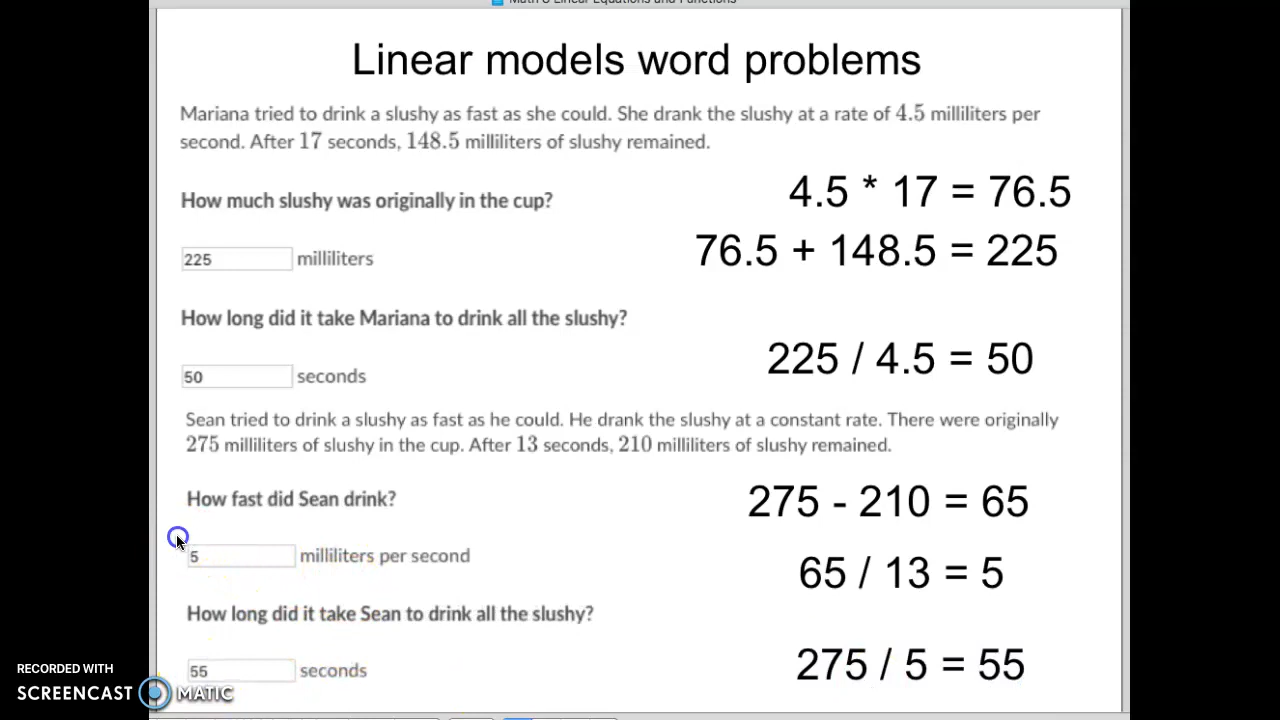 Math 8 Linear Equations and Functions
Linear models word problems
Mariana tried to drink a slushy as fast as she could. She drank the slushy at a rate of 4.5 milliliters per
second. After 17 seconds, 148.5 milliliters of slushy remained.
4.5 * 17 = 76.5
How much slushy was originally in the cup?
76.5 + 148.5 = 225
225 milliliters
How long did it take Mariana to drink all the slushy?
225 / 4.5 = 50
50 seconds
Sean tried to drink a slushy as fast as he could. He drank the slushy at a constant rate. There were originally
275 milliliters of slushy in the cup. After 13 seconds, 210 milliliters of slushy remained.
How fast did Sean drink?
275 - 210 = 65
5 milliliters per second
65 / 13 = 5
How long did it take Sean to drink all the slushy?
275 / 5 = 55
55 seconds
RECORDED WITH
SCREENCAST MATIC